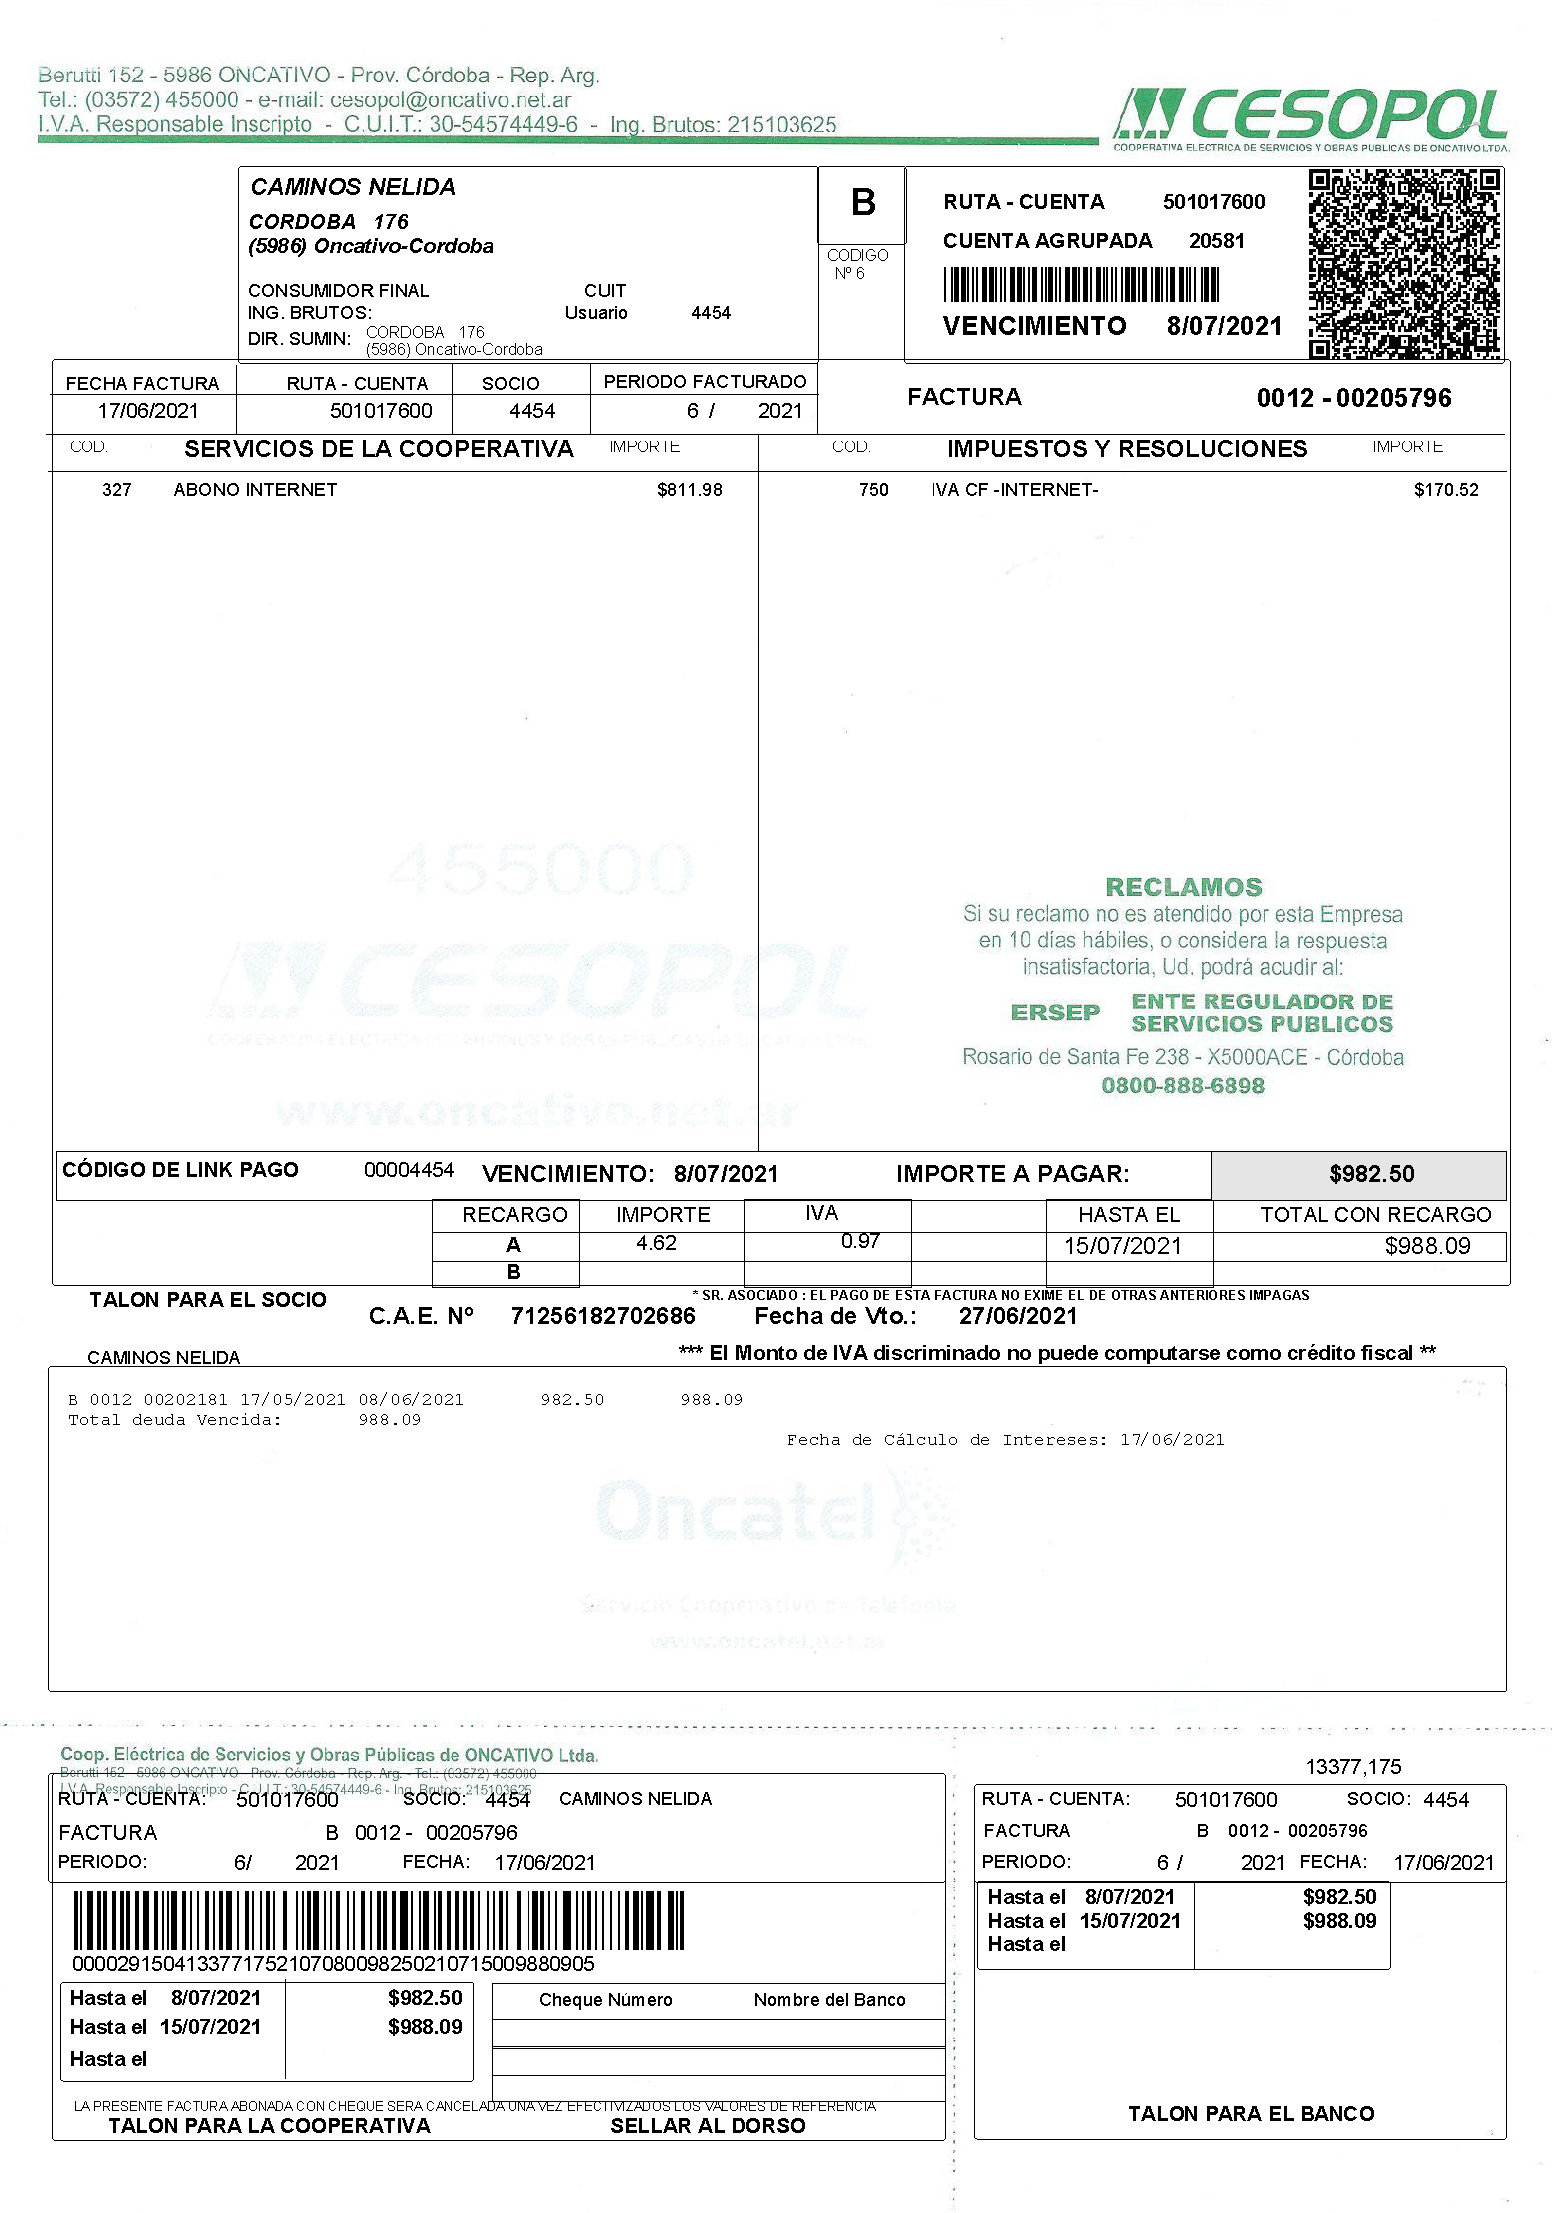 Berutti 152 - 5986 ONCATIVO - Prov. Córdoba - Rep. Arg.
Tel.: (03572) 455000 - e-mail: cesopol@oncativo.net.ar
I.V.A. Responsable Inscripto - C.U.I.T.: 30-54574449-6 - Ing. Brutos: 215103625
CESOPOL
COOPERATIVA ELECTRICA DE SERVICIOS Y OBRAS PUBLICAS DE ONCATIVO LTDA.
CAMINOS NELIDA
CORDOBA 176
(5986) Oncativo-Cordoba
CONSUMIDOR FINAL CUIT
ING. BRUTOS: Usuario 4454
DIR. SUMIN: CORDOBA 176
(5986) Oncativo-Cordoba
B
CODIGO
Nº 6
RUTA - CUENTA 501017600
CUENTA AGRUPADA 20581
VENCIMIENTO 8/07/2021
FECHA FACTURA RUTA - CUENTA SOCIO PERIODO FACTURADO
17/06/2021 501017600 4454 6 / 2021
FACTURA 0012 - 00205796
COD. SERVICIOS DE LA COOPERATIVA IMPORTE COD. IMPUESTOS Y RESOLUCIONES IMPORTE
327 ABONO INTERNET $811.98 750 IVA CF -INTERNET- $170.52
455000
CESOPOL
COOPERATIVA ELECTRICA DE SERVICIOS Y OBRAS PUBLICAS DE ONCATIVO LTDA.
www.oncativo.net.ar
RECLAMOS
Si su reclamo no es atendido por esta Empresa
en 10 días hábiles, o considera la respuesta
insatisfactoria, Ud. podrá acudir al:
ERSEP ENTE REGULADOR DE
SERVICIOS PUBLICOS
Rosario de Santa Fe 238 - X5000ACE - Córdoba
0800-888-6898
CÓDIGO DE LINK PAGO 00004454 VENCIMIENTO: 8/07/2021 IMPORTE A PAGAR: $982.50
RECARGO IMPORTE IVA HASTA EL TOTAL CON RECARGO
A 4.62 0.97 15/07/2021 $988.09
B
TALON PARA EL SOCIO
* SR. ASOCIADO : EL PAGO DE ESTA FACTURA NO EXIME EL DE OTRAS ANTERIORES IMPAGAS
C.A.E. Nº 71256182702686 Fecha de Vto.: 27/06/2021
CAMINOS NELIDA
*** El Monto de IVA discriminado no puede computarse como crédito fiscal **
B 0012 00202181 17/05/2021 08/06/2021 982.50 988.09
Total deuda Vencida: 988.09
Fecha de Cálculo de Intereses: 17/06/2021
Oncatel
Servicio Cooperativo de Telefonía
www.oncatel.net.ar
Coop. Eléctrica de Servicios y Obras Públicas de ONCATIVO Ltda.
Berutti 152 - 5986 ONCATIVO - Prov. Córdoba - Rep. Arg. - Tel.: (03572) 455000
I.V.A. Responsable Inscripto - C.U.I.T.: 30-54574449-6 - Ing. Brutos: 215103625
RUTA - CUENTA: 501017600 SOCIO: 4454 CAMINOS NELIDA
FACTURA B 0012 - 00205796
PERIODO: 6/ 2021 FECHA: 17/06/2021
00002915041337717521070800982502107150098809​05
Hasta el 8/07/2021 $982.50
Hasta el 15/07/2021 $988.09
Hasta el
Cheque Número Nombre del Banco
LA PRESENTE FACTURA ABONADA CON CHEQUE SERA CANCELADA UNA VEZ EFECTIVIZADOS LOS VALORES DE REFERENCIA
TALON PARA LA COOPERATIVA SELLAR AL DORSO
13377,175
RUTA - CUENTA: 501017600 SOCIO: 4454
FACTURA B 0012 - 00205796
PERIODO: 6 / 2021 FECHA: 17/06/2021
Hasta el 8/07/2021 $982.50
Hasta el 15/07/2021 $988.09
Hasta el
TALON PARA EL BANCO